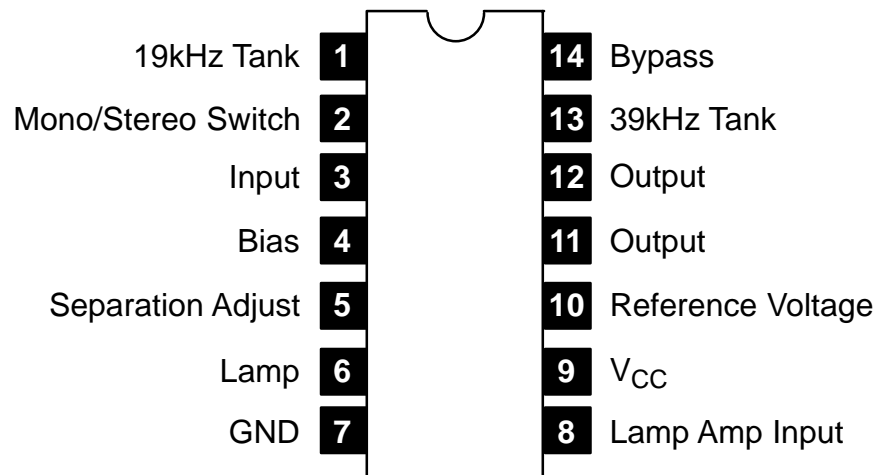 19kHz Tank 1 14 Bypass
Mono/Stereo Switch 2 13 39kHz Tank
Input 3 12 Output
Bias 4 11 Output
Separation Adjust 5 10 Reference Voltage
Lamp 6 9 VCC
GND 7 8 Lamp Amp Input